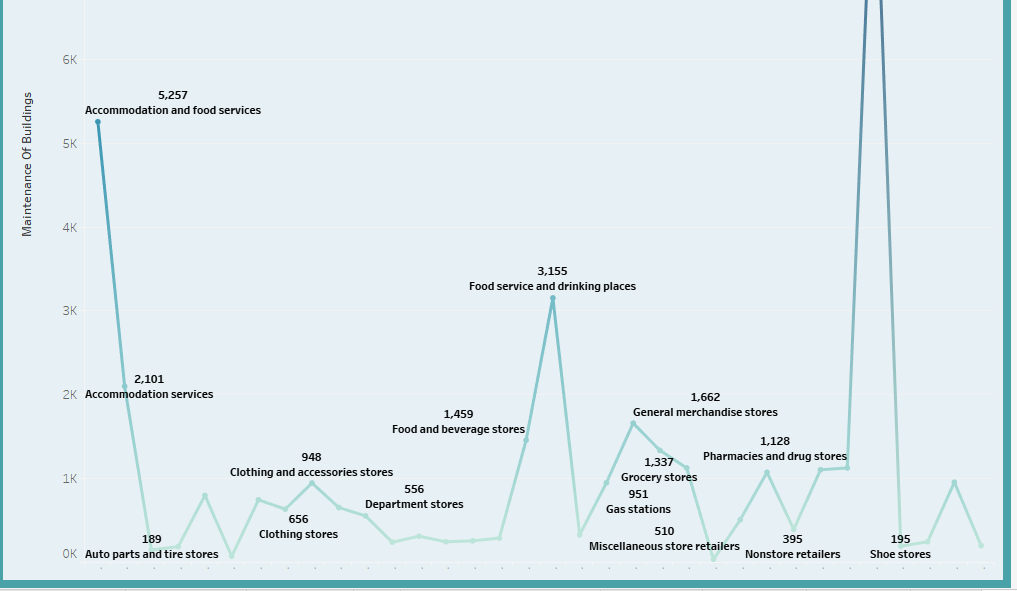 6K
5,257
Accommodation and food services
Maintenance Of Buildings
5K
4K
3,155
Food service and drinking places
3K
2,101
2K
Accommodation services
1,662
General merchandise stores
1,459
Food and beverage stores
1,128
Pharmacies and drug stores
948
Clothing and accessories stores
1,337
Grocery stores
1K
556
Department stores
951
Gas stations
656
Clothing stores
510
Miscellaneous store retailers
0K
189
Auto parts and tire stores
395
Nonstore retailers
195
Shoe stores